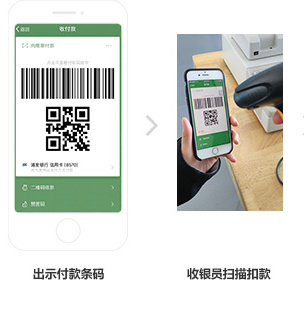 返回
收付款
向商家付款
浦发银行 信用卡 (8570)
二维码收款
赞赏码
出示付款条码
收银员扫描扣款